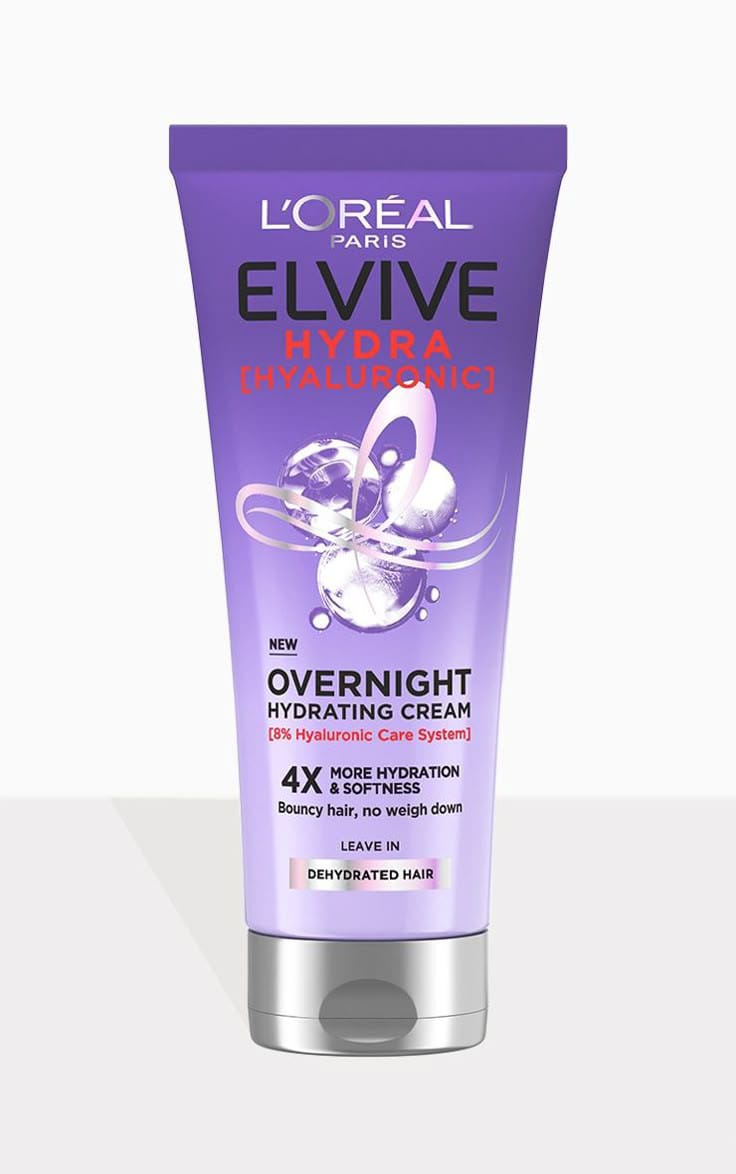 L'ORÉAL
PARIS
ELVIVE
HYDRA
[HYALURONIC]
NEW
OVERNIGHT
HYDRATING CREAM
[8% Hyaluronic Care System]
4X MORE HYDRATION
& SOFTNESS
Bouncy hair, no weigh down
LEAVE IN
DEHYDRATED HAIR